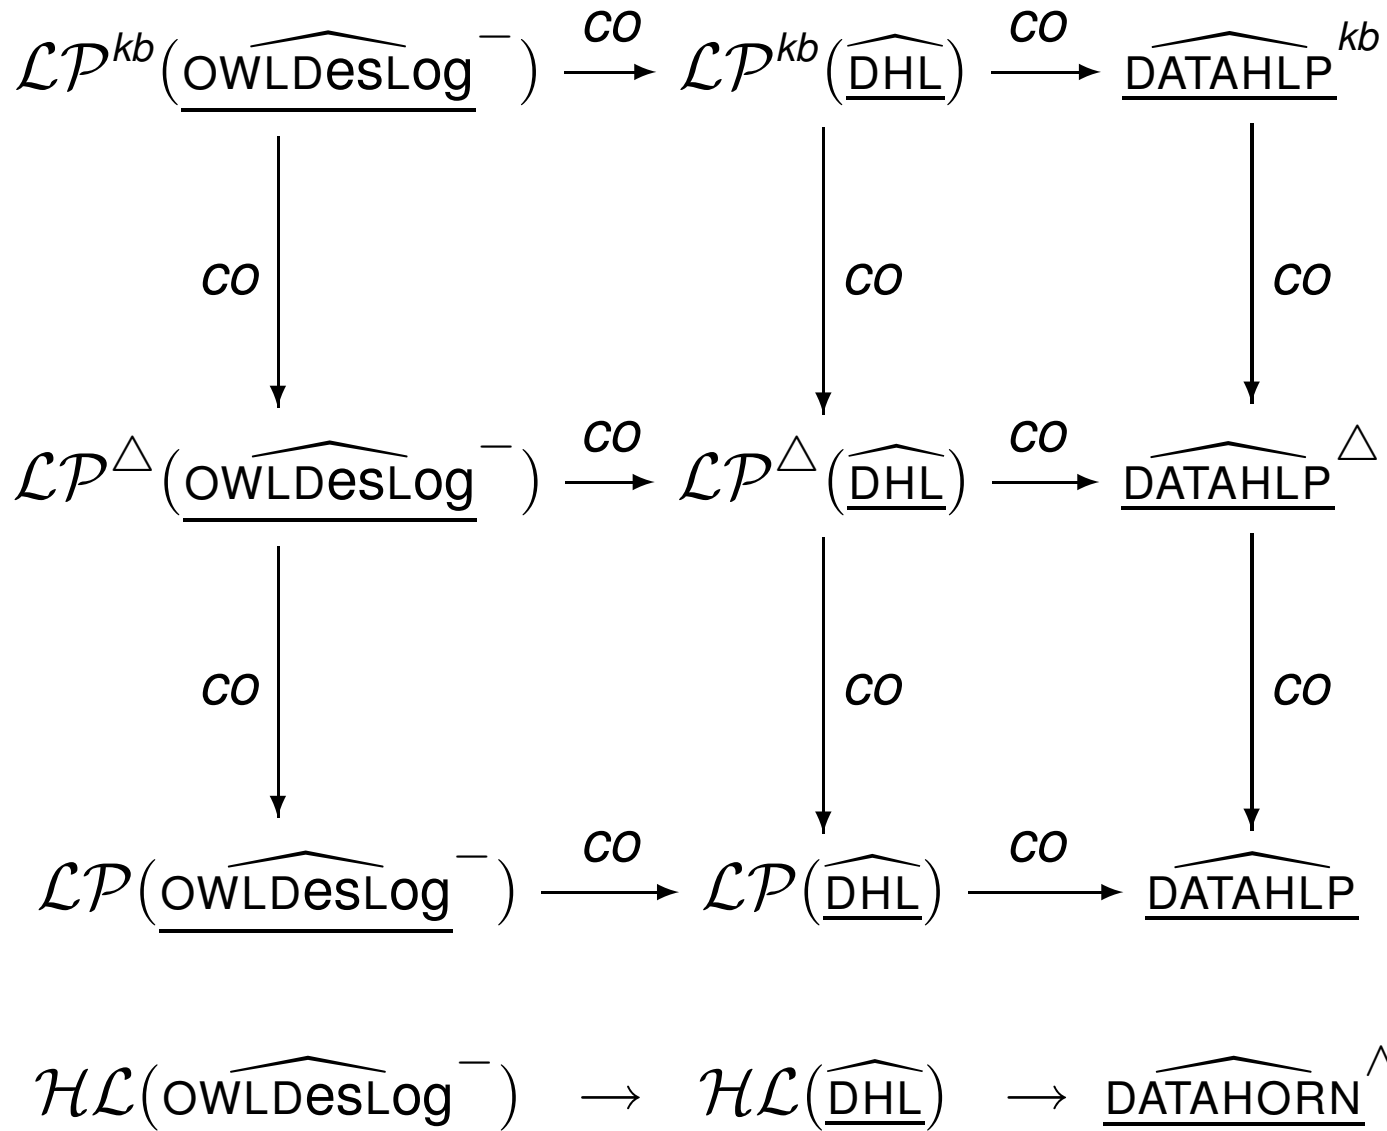 co co
LP^kb(OWLDesLog^−) LP^kb(DHL) DATAHLP^kb
co co co
co co
LP^△(OWLDesLog^−) LP^△(DHL) DATAHLP^△
co co co
co co
LP(OWLDesLog^−) LP(DHL) DATAHLP
HL(OWLDesLog^−) → HL(DHL) → DATAHORN